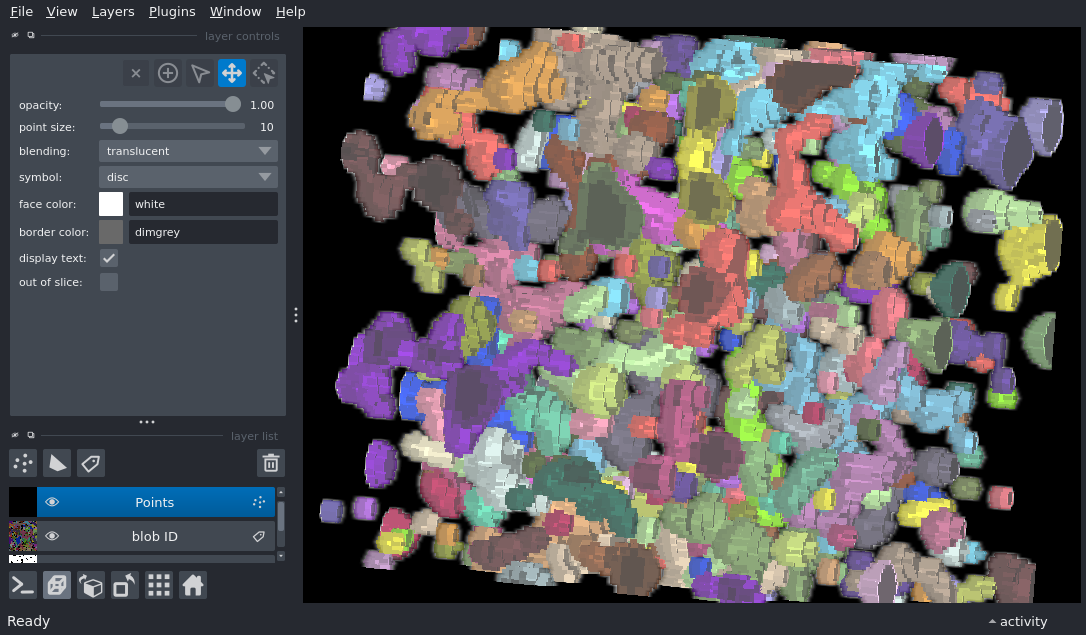 File View Layers Plugins Window Help
layer controls
opacity: 1.00
point size: 10
blending: translucent
symbol: disc
face color: white
border color: dimgrey
display text:
out of slice:
layer list
Points
blob ID
Ready
activity